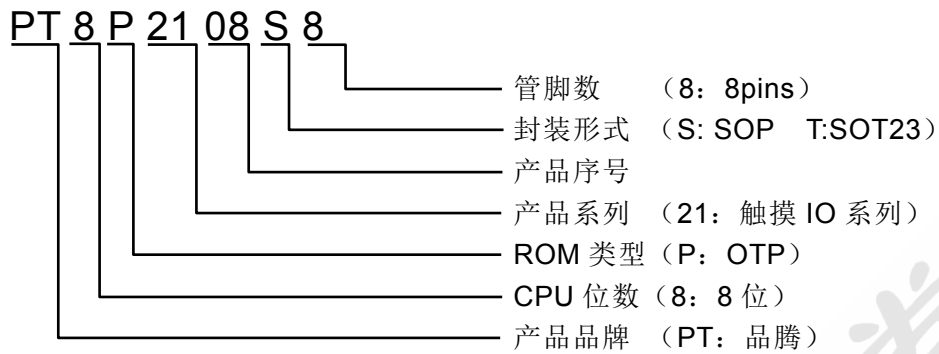 PT 8 P 21 08 S 8
管脚数 （8：8pins）
封装形式 （S: SOP T:SOT23）
产品序号
产品系列 （21：触摸 IO 系列）
ROM 类型（P：OTP）
CPU 位数（8：8 位）
产品品牌 （PT：品腾）